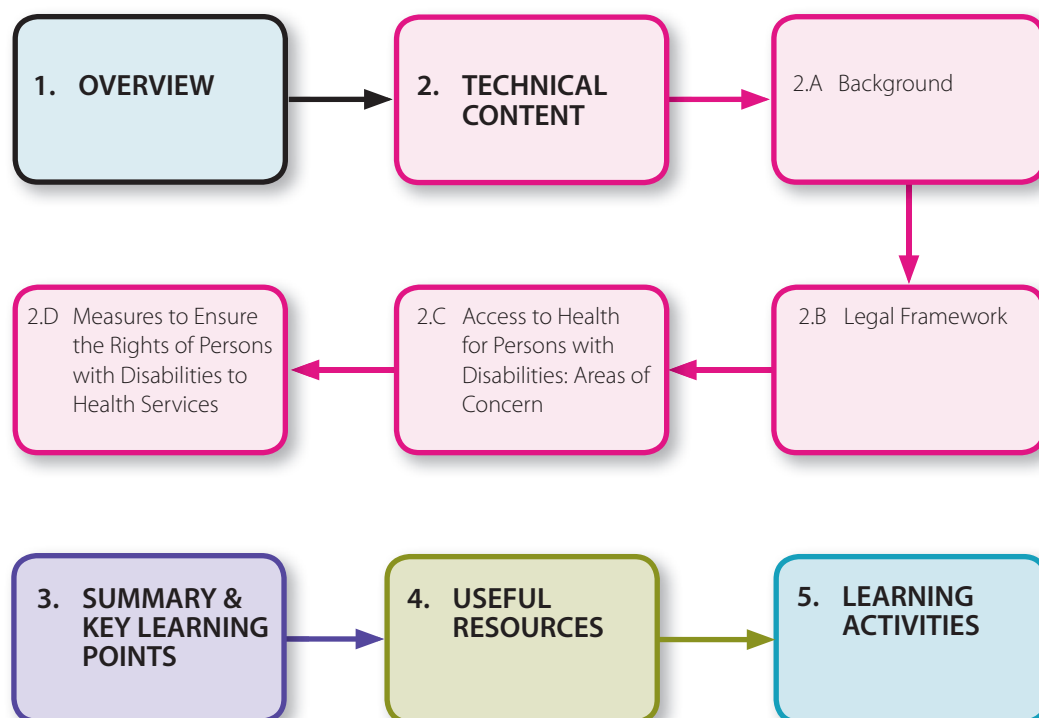 1. OVERVIEW
2. TECHNICAL
CONTENT
2.A Background
2.B Legal Framework
2.C Access to Health
for Persons with
Disabilities: Areas of
Concern
2.D Measures to Ensure
the Rights of Persons
with Disabilities to
Health Services
3. SUMMARY &
KEY LEARNING
POINTS
4. USEFUL
RESOURCES
5. LEARNING
ACTIVITIES